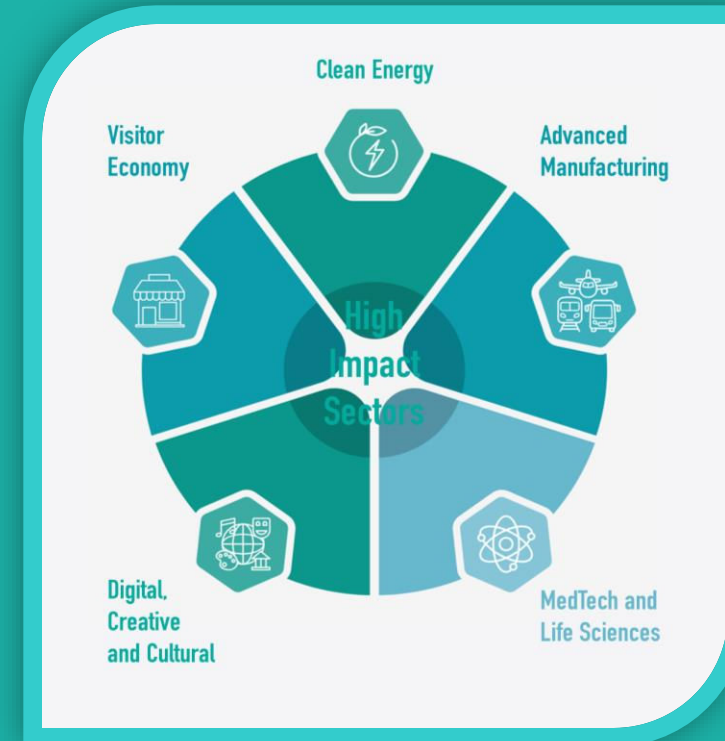 Clean Energy
Visitor
Economy
Advanced
Manufacturing
High
Impact
Sectors
Digital,
Creative
and Cultural
MedTech and
Life Sciences